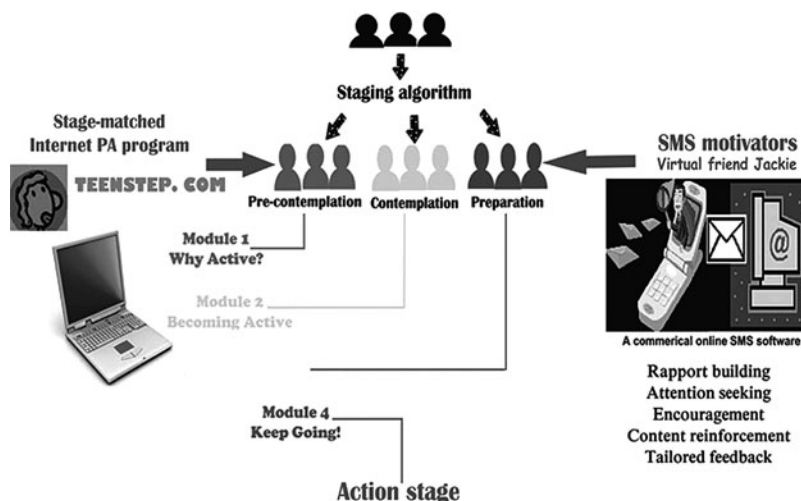 Staging algorithm
Stage-matched
Internet PA program
TEENSTEP. COM
SMS motivators
Virtual friend Jackie
Pre-contemplation
Contemplation
Preparation
Module 1
Why Active?
Module 2
Becoming Active
@
A commerical online SMS software
Rapport building
Attention seeking
Encouragement
Content reinforcement
Tailored feedback
Module 4
Keep Going!
Action stage